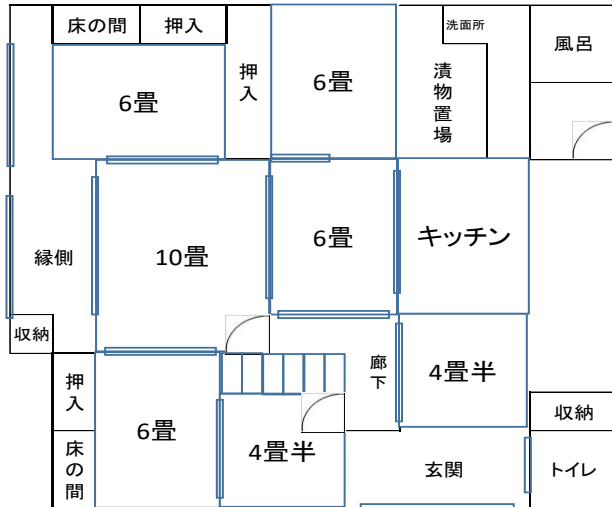 床の間
押入
洗面所
風呂
6畳
押入
6畳
漬物置場
縁側
10畳
6畳
キッチン
収納
押入
廊下
4畳半
収納
6畳
床の間
4畳半
玄関
トイレ